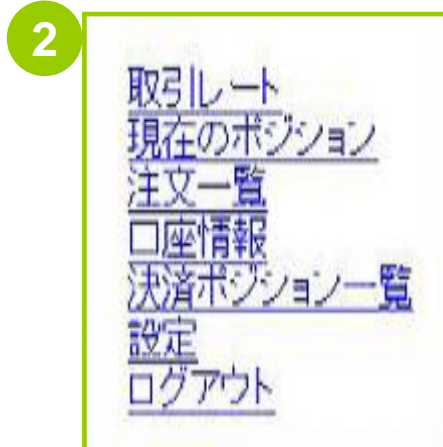 2
取引レート
現在のポジション
注文一覧
口座情報
決済ポジション一覧
設定
ログアウト